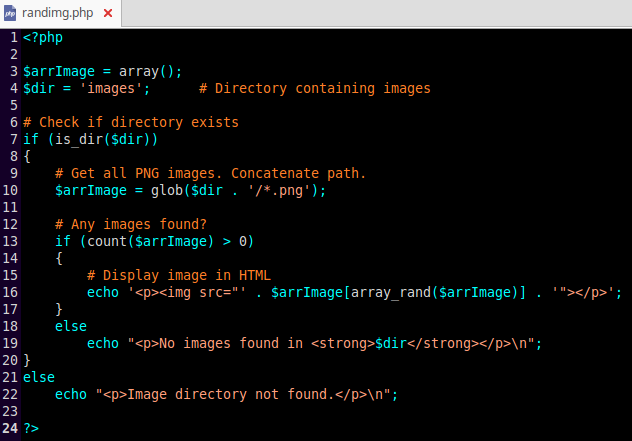 randimg.php
1 <?php
2
3 $arrImage = array();
4 $dir = 'images';      # Directory containing images
5
6 # Check if directory exists
7 if (is_dir($dir))
8 {
9     # Get all PNG images. Concatenate path.
10     $arrImage = glob($dir . '/*.png');
11
12     # Any images found?
13     if (count($arrImage) > 0)
14     {
15         # Display image in HTML
16         echo '<p><img src="' . $arrImage[array_rand($arrImage)] . '"></p>';
17     }
18     else
19         echo "<p>No images found in <strong>$dir</strong></p>\n";
20 }
21 else
22     echo "<p>Image directory not found.</p>\n";
23
24 ?>